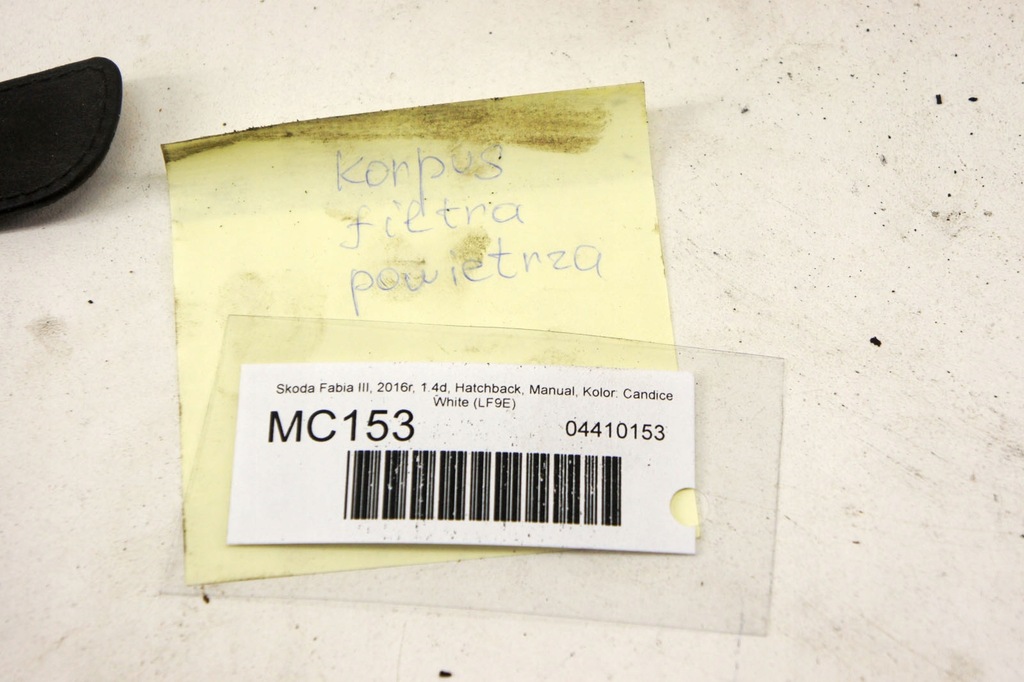 Korpus
filtra
powietrza
Skoda Fabia III, 2016r, 1.4d, Hatchback, Manual, Kolor: Candice
White (LF9E)
MC153 04410153